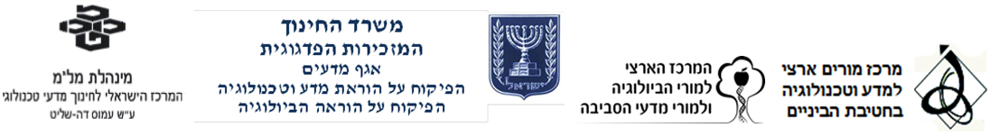 מרכז מורים ארצי
למדע וטכנולוגיה
בחטיבת הביניים
המרכז הארצי
למורי הביולוגיה
ולמורי מדעי הסביבה
ישראל
משרד החינוך
המזכירות הפדגוגית
אגף מדעים
הפיקוח על הוראת מדע וטכנולוגיה
הפיקוח על הוראה הביולוגיה
מינהלת מל"מ
המרכז הישראלי לחינוך מדעי טכנולוגי
ע"ש עמוס דה-שליט